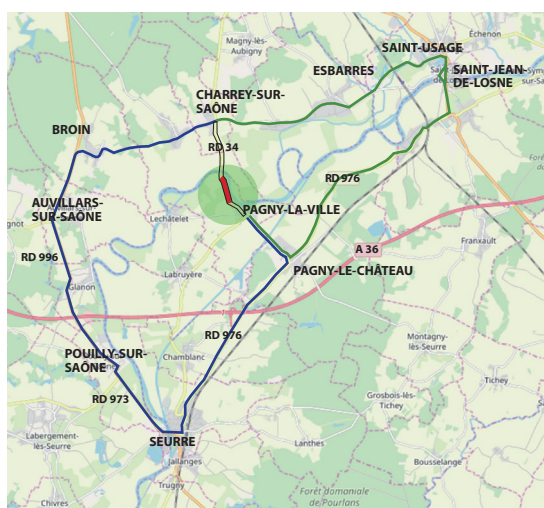 SAINT-USAGE
Échenon
Magny-lès-
Aubigny
ESBARRES
SAINT-JEAN-
DE-LOSNE
CHARREY-SUR-
SAÔNE
BROIN
RD 34
RD 976
AUVILLARS-
SUR-SAÔNE
Lechâtelet
PAGNY-LA-VILLE
Franxault
A 36
RD 996
Labruyère
PAGNY-LE-CHÂTEAU
Glanon
RD 976
Montagny-
lès-Seurre
POUILLY-SUR-
SAÔNE
Chamblanc
Tichey
RD 973
Grosbois-lès-
Tichey
Labergement-
lès-Seurre
SEURRE
Lanthes
Jallanges
Bousselange
Trugny
Chivres
Forêt domaniale
de Pourlans